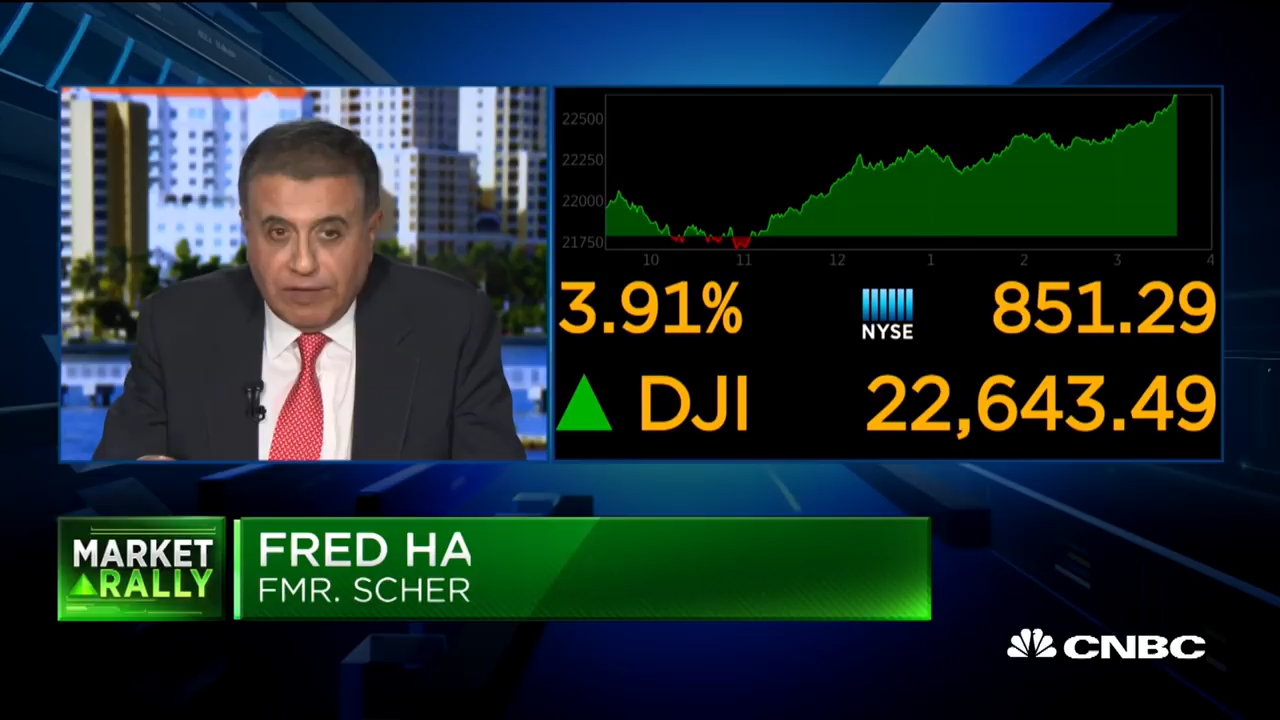 22500
22250
22000
21750
10 11 12 1 2 3 4
3.91% NYSE 851.29
DJI 22,643.49
MARKET
RALLY
FRED HA
FMR. SCHER
CNBC